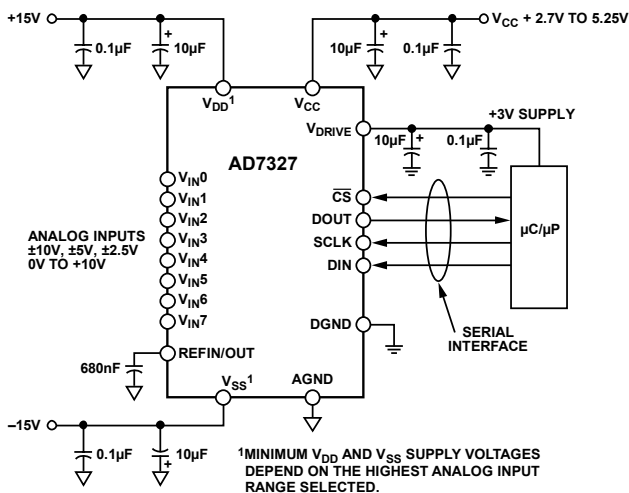 +15V
0.1µF
10µF
+
VDD¹
VCC
10µF
+
0.1µF
VCC + 2.7V TO 5.25V
AD7327
VDRIVE
+3V SUPPLY
10µF
+
0.1µF
VIN0
VIN1
VIN2
VIN3
VIN4
VIN5
VIN6
VIN7
ANALOG INPUTS
±10V, ±5V, ±2.5V
0V TO +10V
C̅S̅
DOUT
SCLK
DIN
µC/µP
DGND
SERIAL
INTERFACE
REFIN/OUT
680nF
VSS¹
AGND
–15V
0.1µF
10µF
+
¹MINIMUM VDD AND VSS SUPPLY VOLTAGES
DEPEND ON THE HIGHEST ANALOG INPUT
RANGE SELECTED.